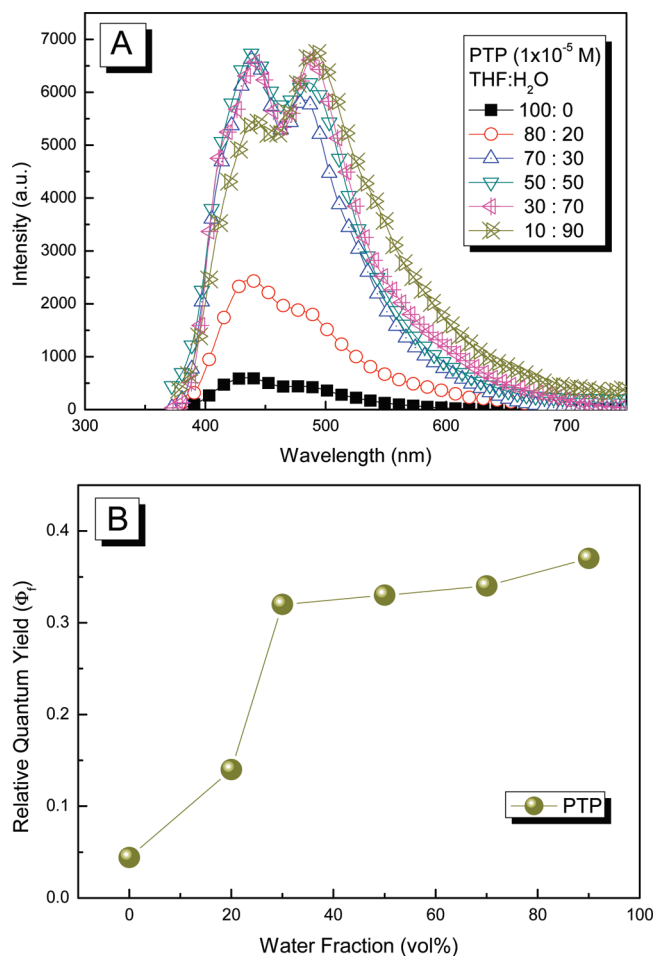 A
PTP (1x10⁻⁵ M)
THF:H₂O
100: 0
80 : 20
70 : 30
50 : 50
30 : 70
10 : 90
7000
6000
5000
4000
3000
2000
1000
0
Intensity (a.u.)
300 400 500 600 700
Wavelength (nm)
B
0.4
0.3
0.2
0.1
0.0
Relative Quantum Yield (Φf)
PTP
0 20 40 60 80 100
Water Fraction (vol%)